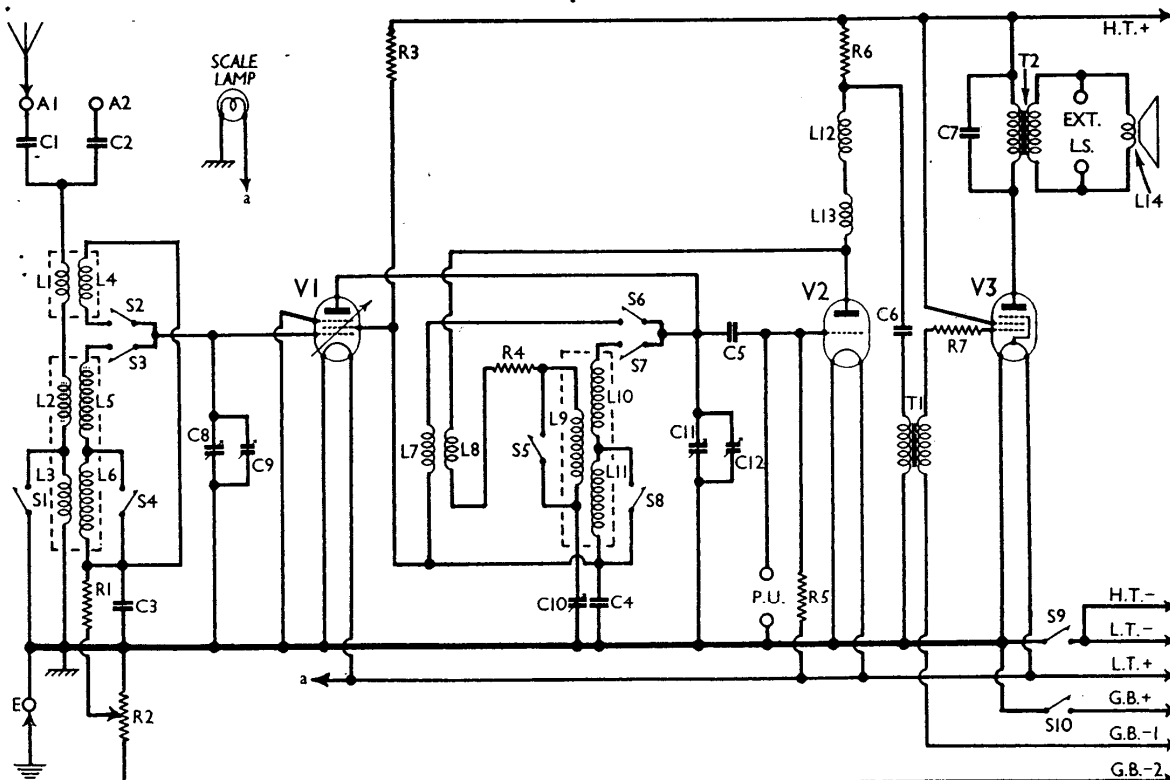 H.T.+
R3
R6
T2
SCALE
LAMP
A1
A2
C1
C2
a
L12
C7
EXT.
L.S.
L14
L13
L1
L4
V1
S2
S3
S6
S7
V2
C6
V3
C5
R7
R4
L2
L5
L10
L9
T1
C8
C9
L7
L8
S5
C11
C12
L3
L6
L11
S1
S4
S8
R1
C3
C10
C4
P.U.
R5
H.T.-
S9
L.T.-
a
L.T.+
E
R2
G.B.+
S10
G.B.-1
G.B.-2